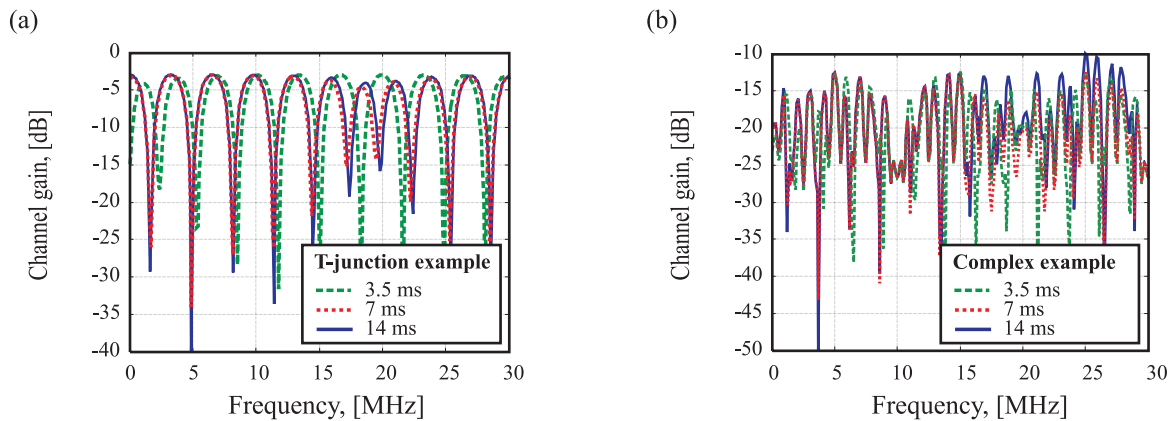 (a)
Channel gain, [dB]
0
-5
-10
-15
-20
-25
-30
-35
-40
0 5 10 15 20 25 30
Frequency, [MHz]
T-junction example
3.5 ms
7 ms
14 ms
(b)
Channel gain, [dB]
-10
-15
-20
-25
-30
-35
-40
-45
-50
0 5 10 15 20 25 30
Frequency, [MHz]
Complex example
3.5 ms
7 ms
14 ms